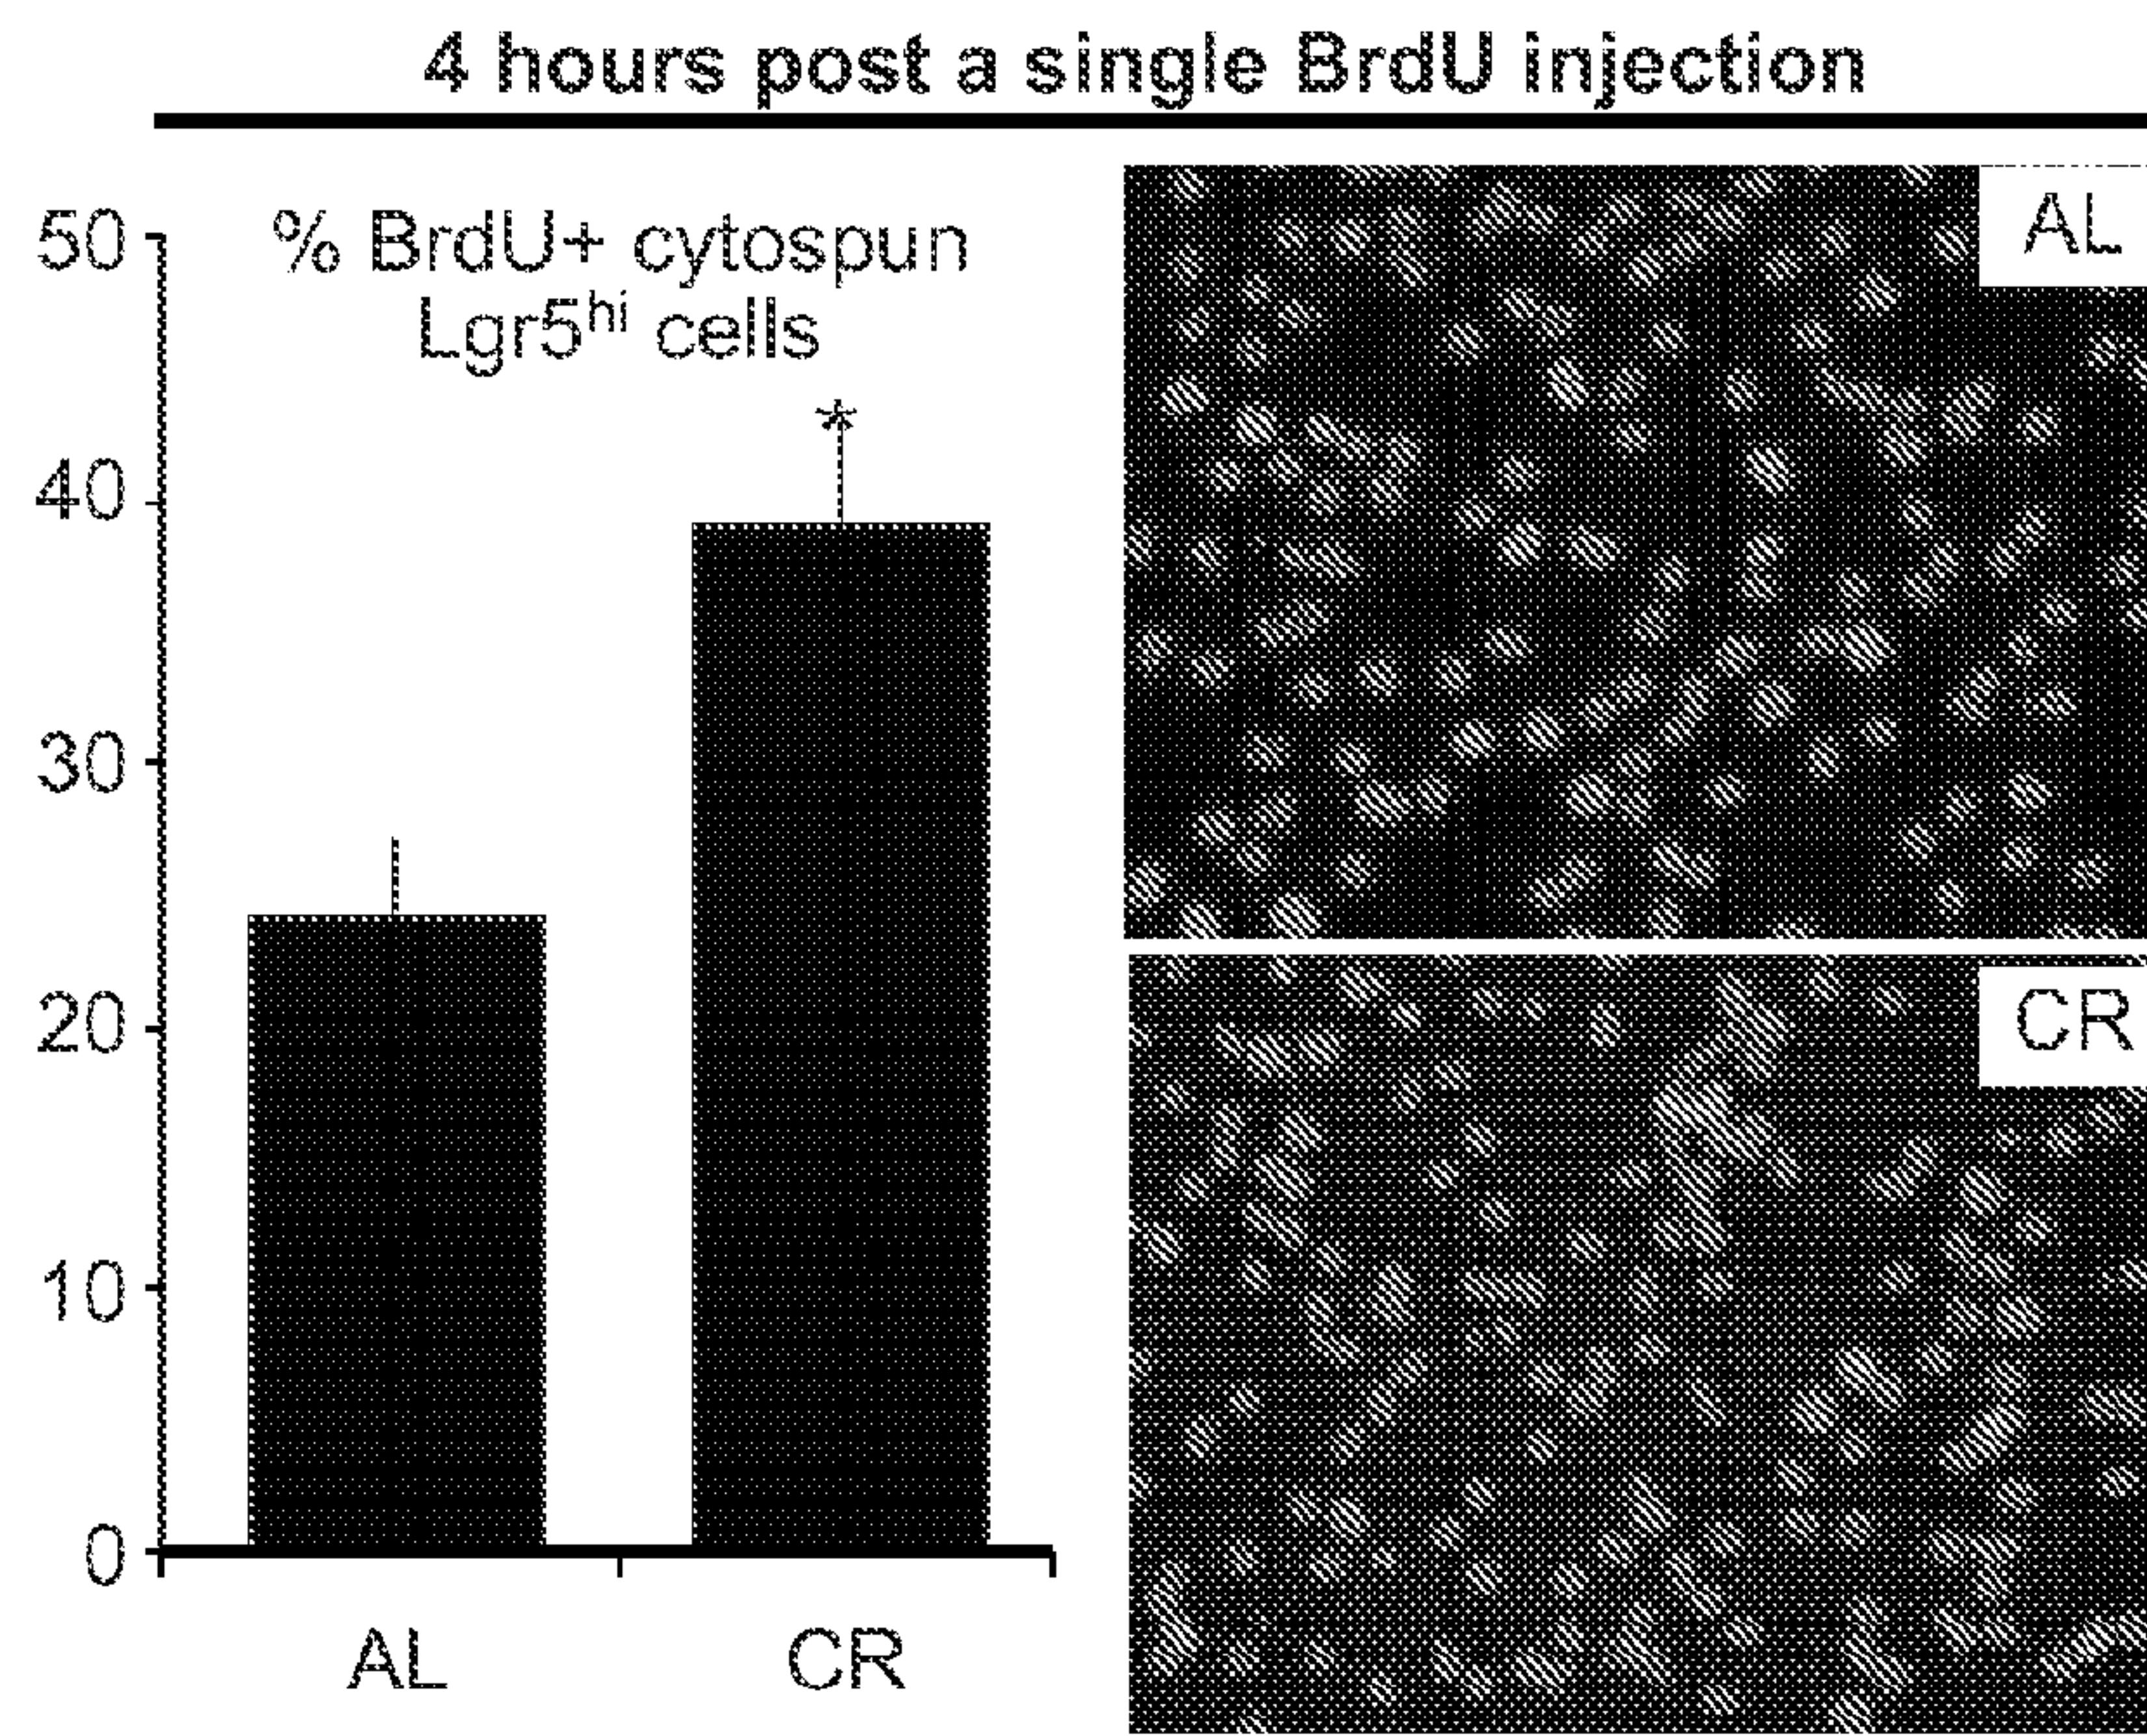 4 hours post a single BrdU injection
% BrdU+ cytospun
Lgr5hi cells
50
40
30
20
10
0
*
AL
CR
AL
CR